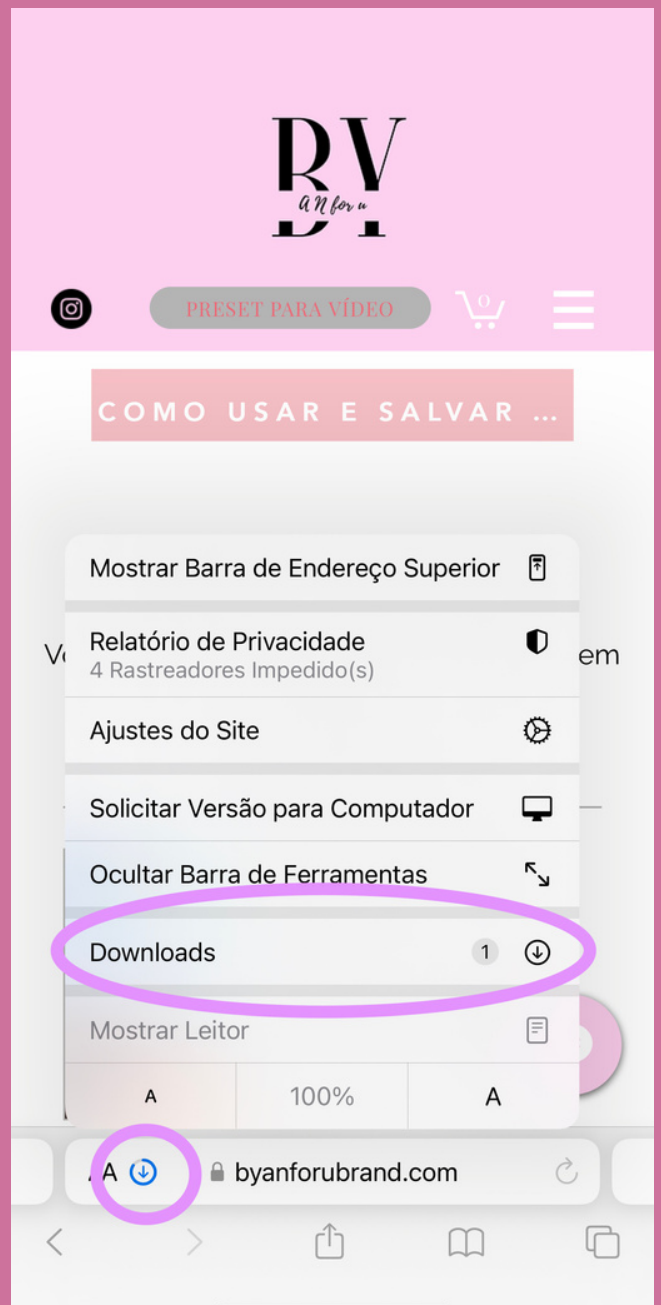 BY
AN for u
PRESET PARA VÍDEO
0
COMO USAR E SALVAR ...
Mostrar Barra de Endereço Superior
Relatório de Privacidade
em
4 Rastreadores Impedido(s)
Ajustes do Site
Solicitar Versão para Computador
Ocultar Barra de Ferramentas
Downloads 1
Mostrar Leitor
A 100% A
AA byanforubrand.com